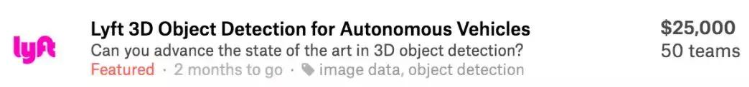 lyft
Lyft 3D Object Detection for Autonomous Vehicles
$25,000
Can you advance the state of the art in 3D object detection?
50 teams
Featured · 2 months to go · image data, object detection